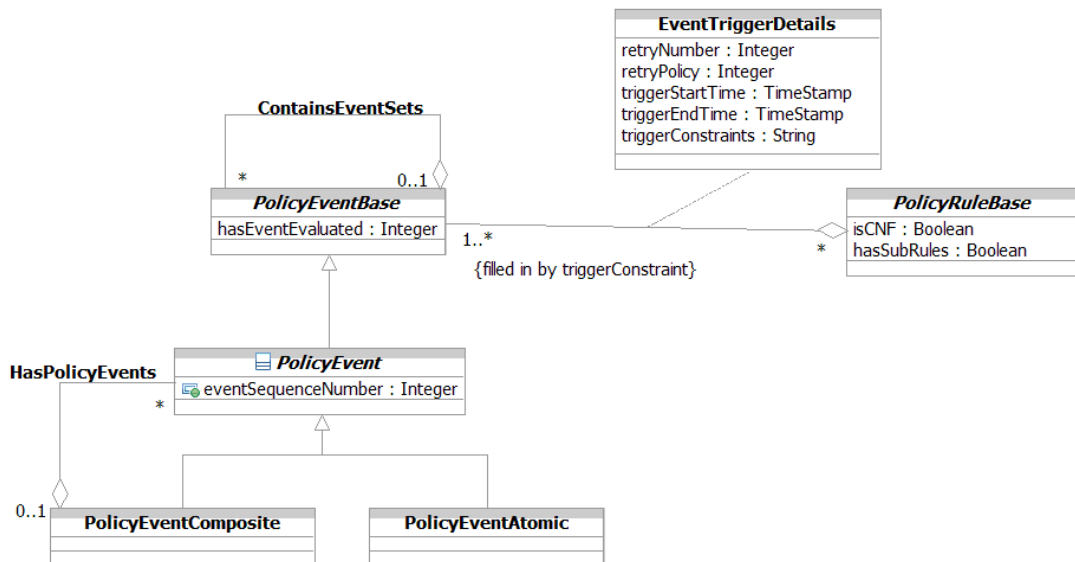 EventTriggerDetails
retryNumber : Integer
retryPolicy : Integer
triggerStartTime : TimeStamp
triggerEndTime : TimeStamp
triggerConstraints : String
ContainsEventSets
*
0..1
PolicyEventBase
hasEventEvaluated : Integer
1..*
{filled in by triggerConstraint}
*
PolicyRuleBase
isCNF : Boolean
hasSubRules : Boolean
HasPolicyEvents
*
PolicyEvent
eventSequenceNumber : Integer
0..1
PolicyEventComposite
PolicyEventAtomic